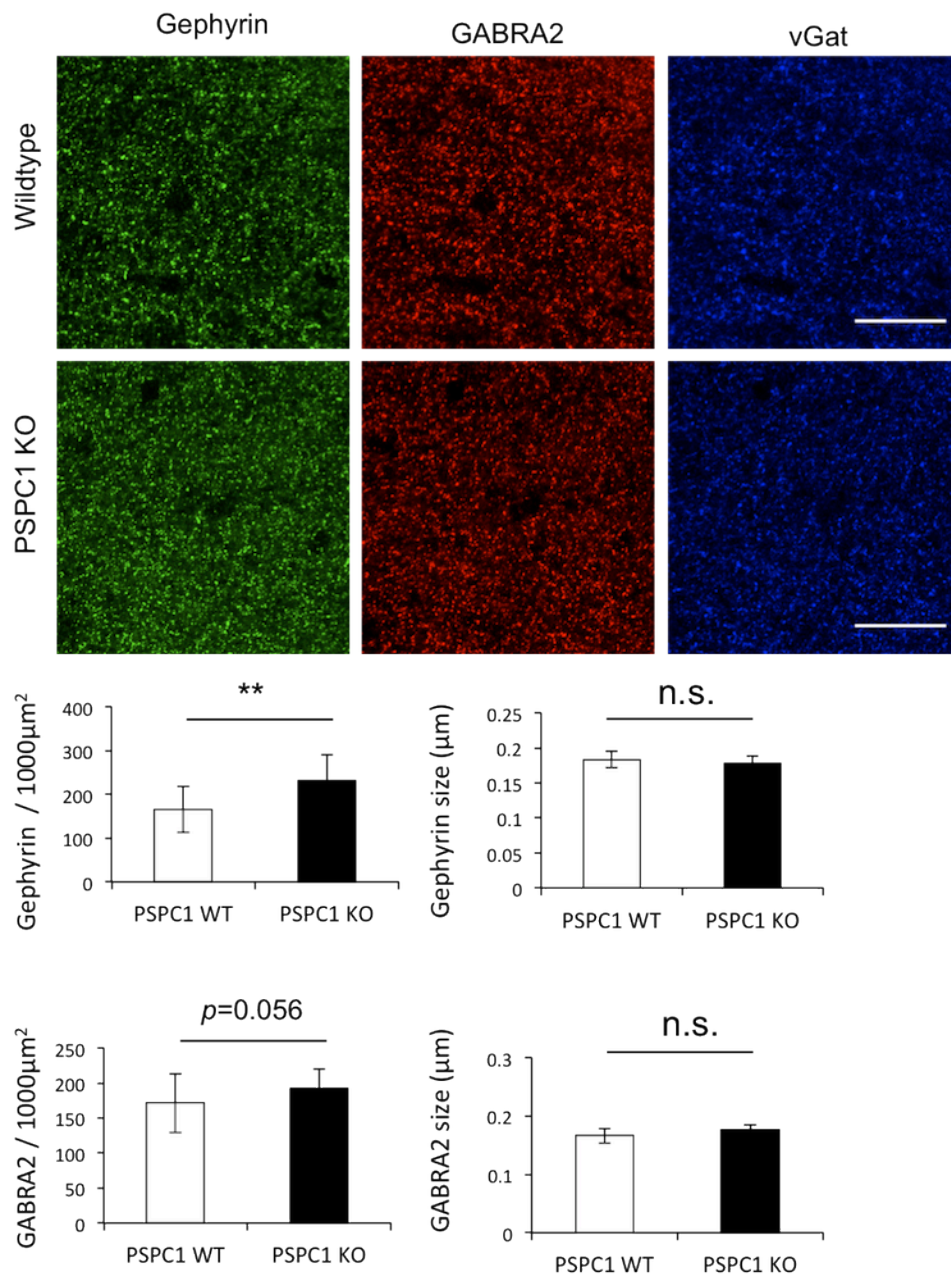 Gephyrin GABRA2 vGat
Wildtype
PSPC1 KO
**
Gephyrin / 1000µm²
400
300
200
100
0
PSPC1 WT PSPC1 KO
n.s.
Gephyrin size (µm)
0.25
0.2
0.15
0.1
0.05
0
PSPC1 WT PSPC1 KO
p=0.056
GABRA2 / 1000µm²
250
200
150
100
50
0
PSPC1 WT PSPC1 KO
n.s.
GABRA2 size (µm)
0.3
0.2
0.1
0
PSPC1 WT PSPC1 KO